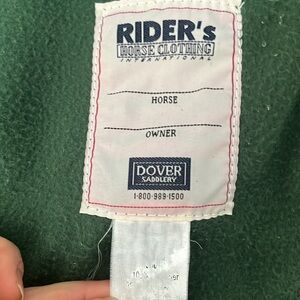 RIDER's
HORSE CLOTHING
INTERNATIONAL
HORSE
OWNER
DOVER
SADDLERY
1-800-989-1500